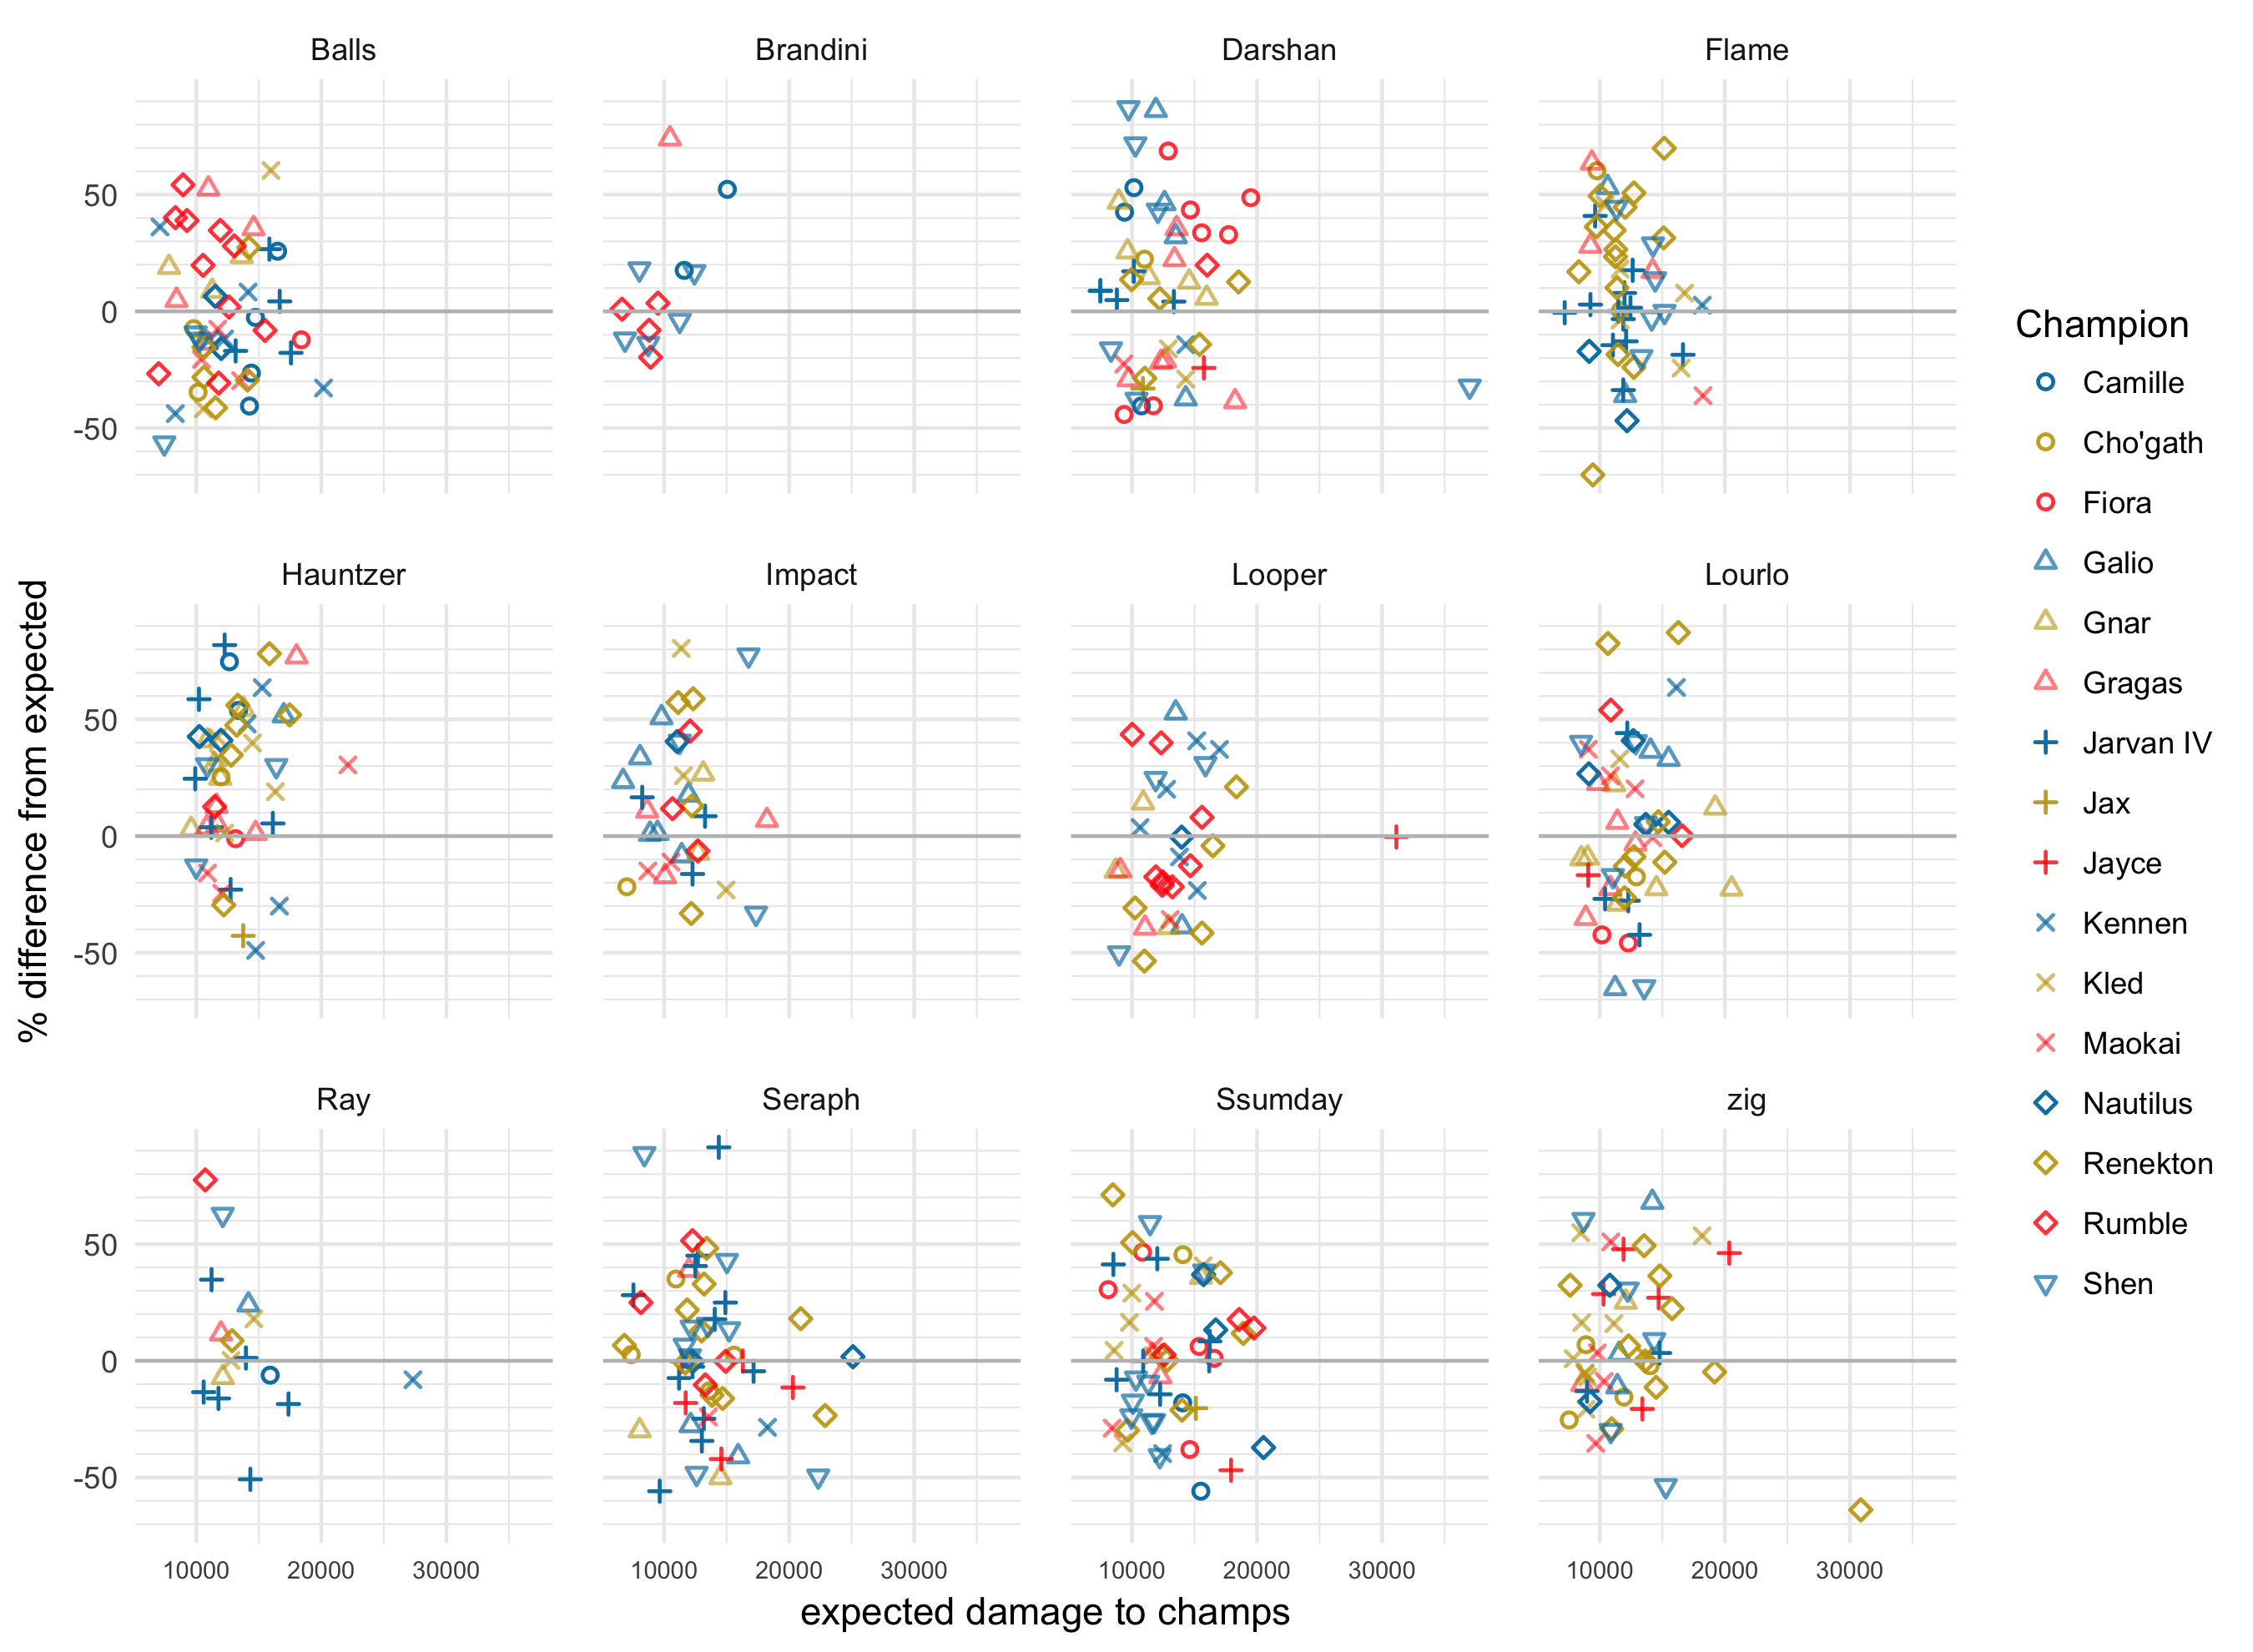 Balls
Brandini
Darshan
Flame
50
0
-50
Hauntzer
Impact
Looper
Lourlo
50
0
-50
Ray
Seraph
Ssumday
zig
50
0
-50
10000 20000 30000
10000 20000 30000
10000 20000 30000
10000 20000 30000
expected damage to champs
% difference from expected
Champion
Camille
Cho'gath
Fiora
Galio
Gnar
Gragas
Jarvan IV
Jax
Jayce
Kennen
Kled
Maokai
Nautilus
Renekton
Rumble
Shen